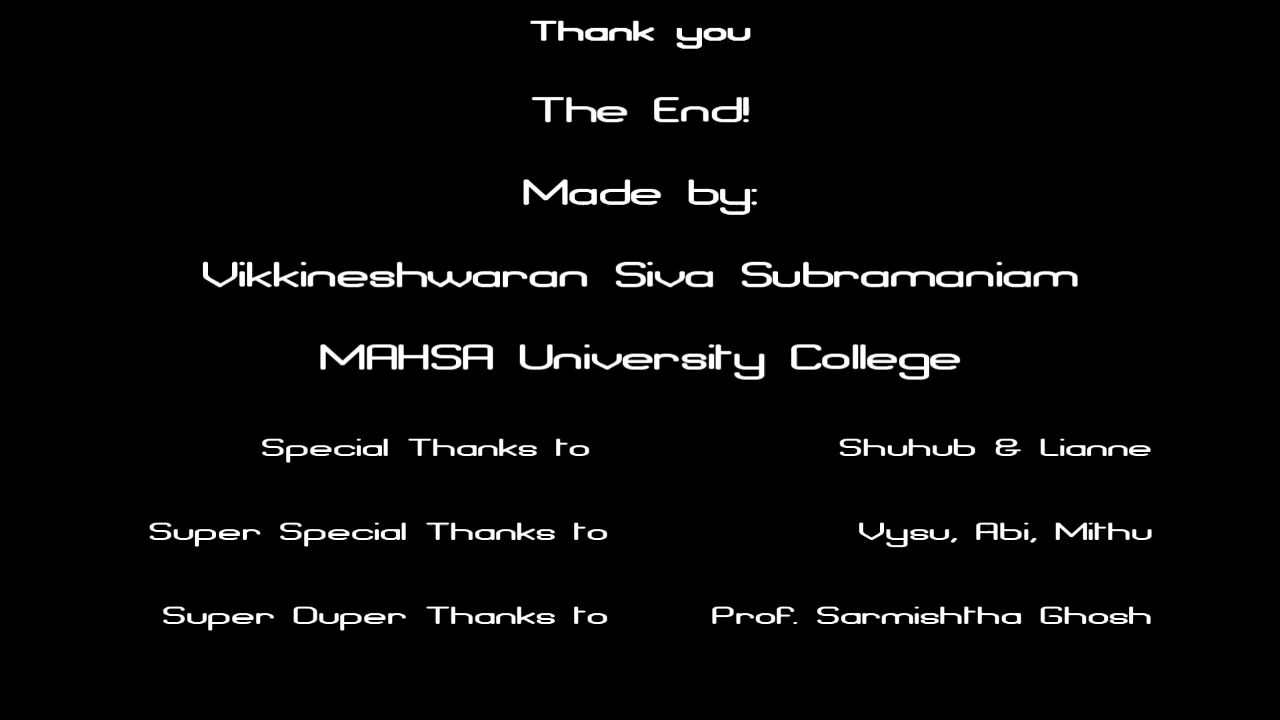 Thank you
The End!
Made by:
Vikkineshwaran Siva Subramaniam
MAHSA University College
Special Thanks to Shuhub & Lianne
Super Special Thanks to Vysu, Abi, Mithu
Super Duper Thanks to Prof. Sarmishtha Ghosh